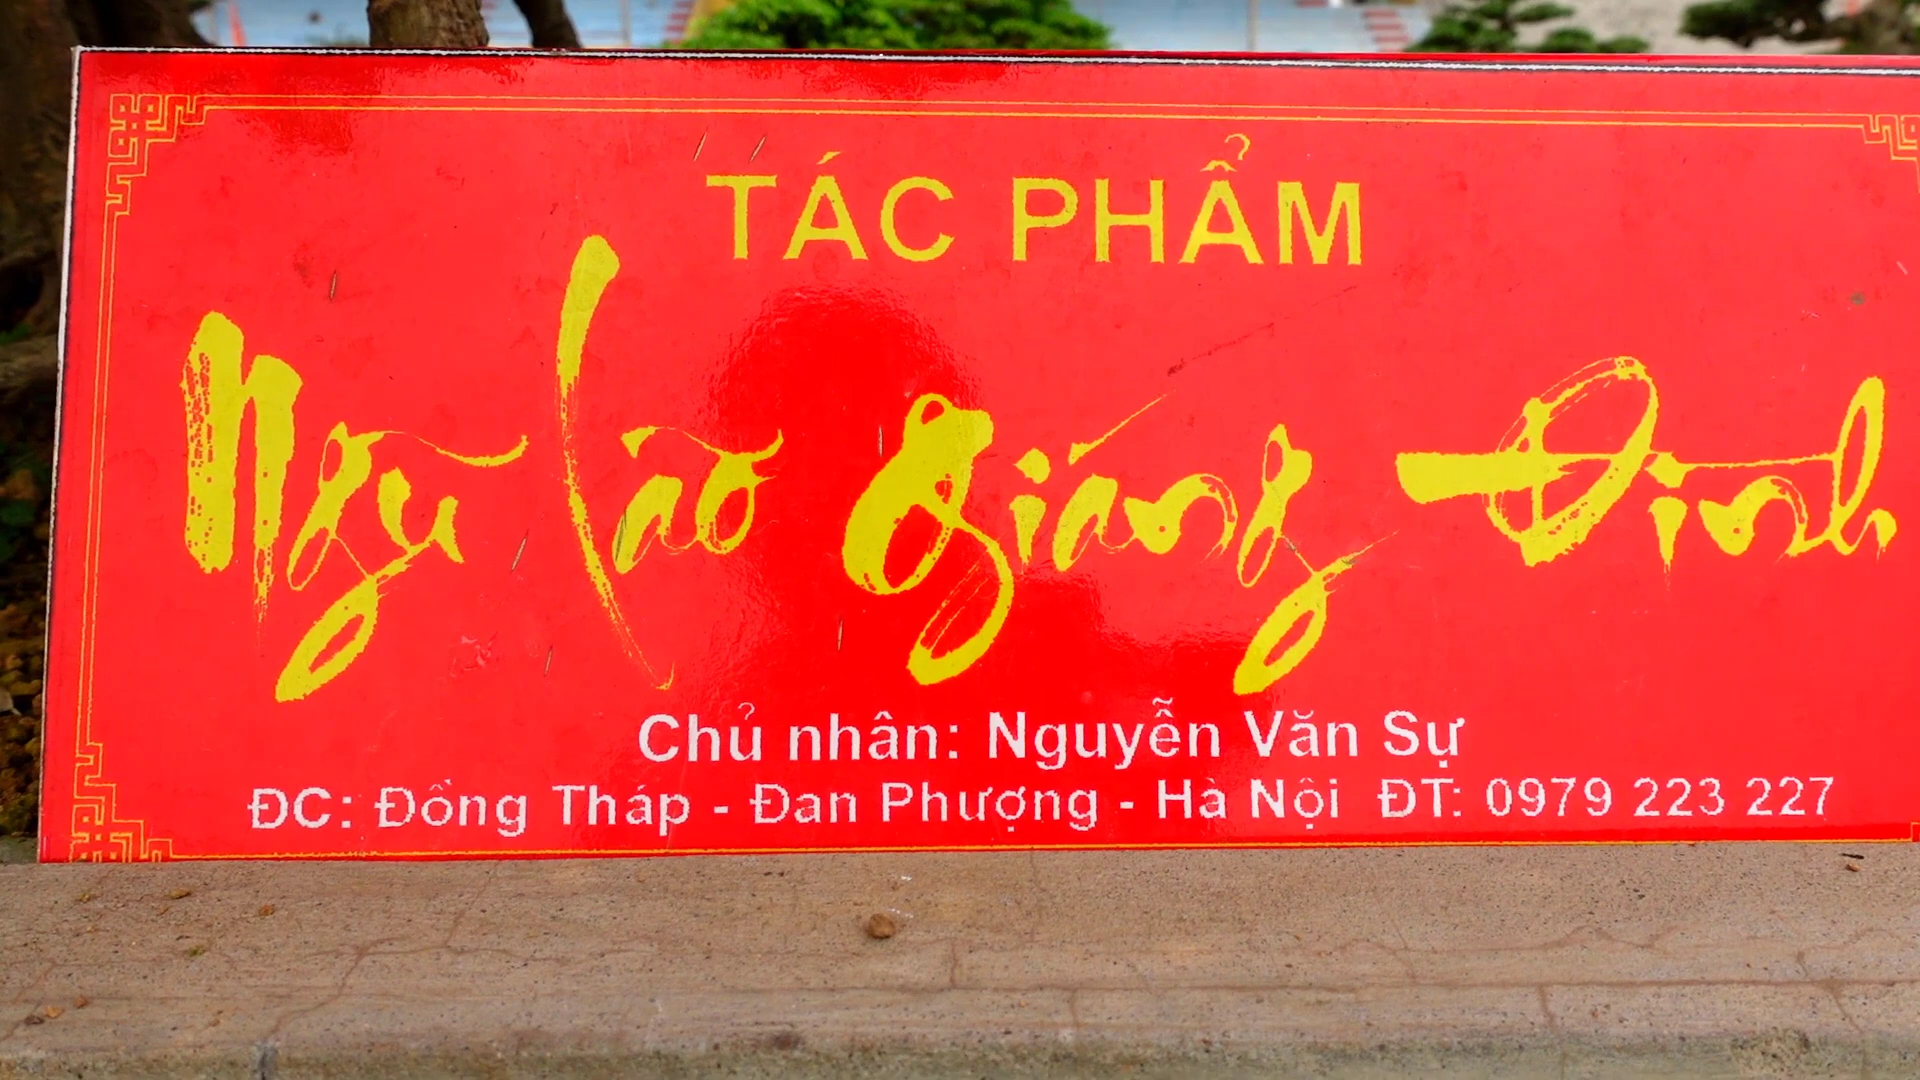 TÁC PHẨM
Ngũ Lão Giáng Đình
Chủ nhân: Nguyễn Văn Sự
ĐC: Đồng Tháp - Đan Phượng - Hà Nội ĐT: 0979 223 227